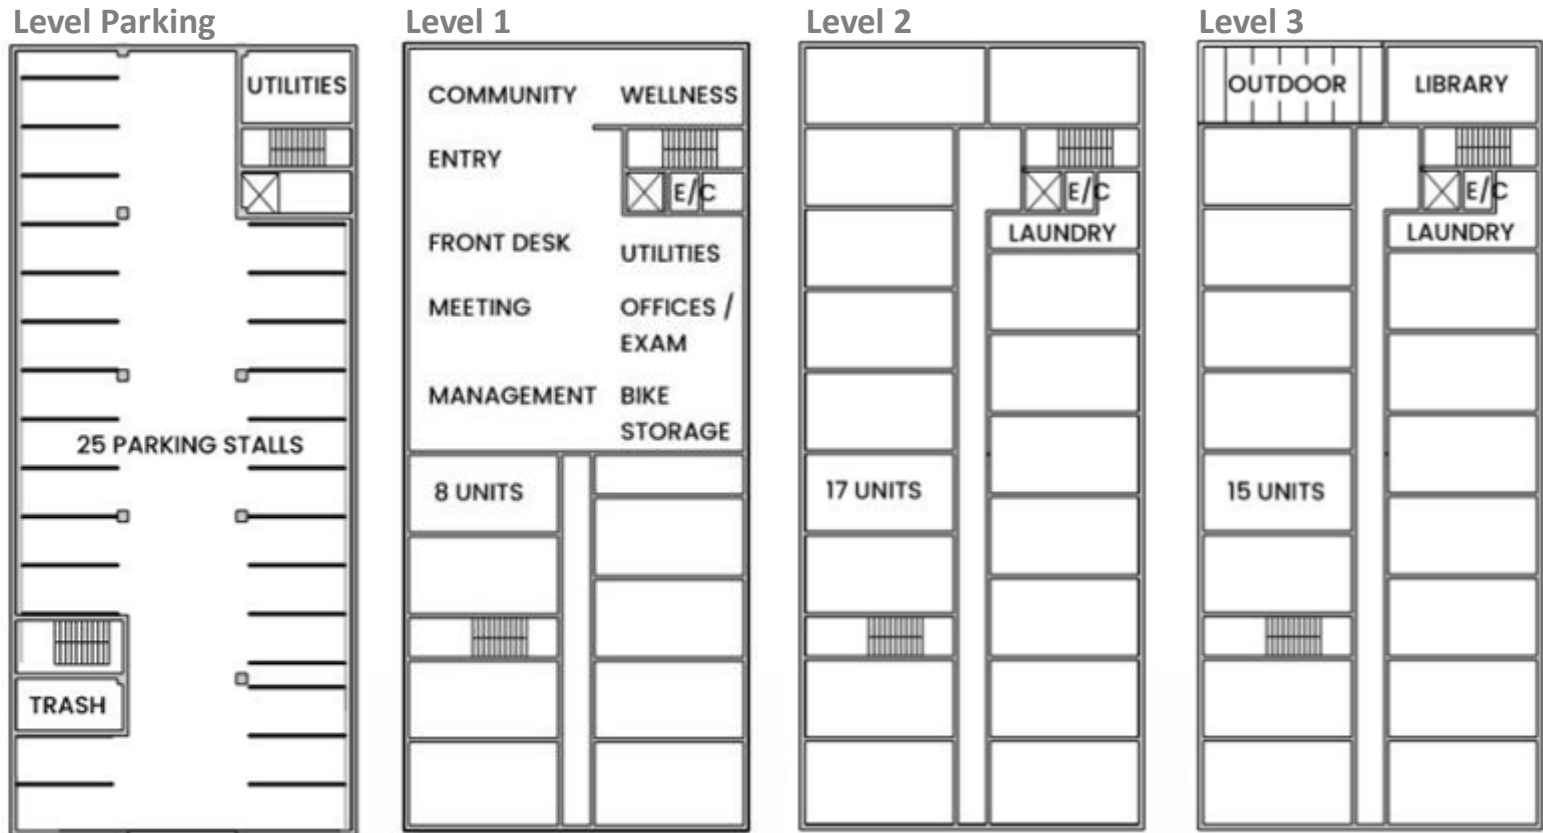 Level Parking
UTILITIES
25 PARKING STALLS
TRASH
Level 1
COMMUNITY
WELLNESS
ENTRY
E/C
FRONT DESK
UTILITIES
MEETING
OFFICES /
EXAM
MANAGEMENT
BIKE
STORAGE
8 UNITS
Level 2
E/C
LAUNDRY
17 UNITS
Level 3
OUTDOOR
LIBRARY
E/C
LAUNDRY
15 UNITS